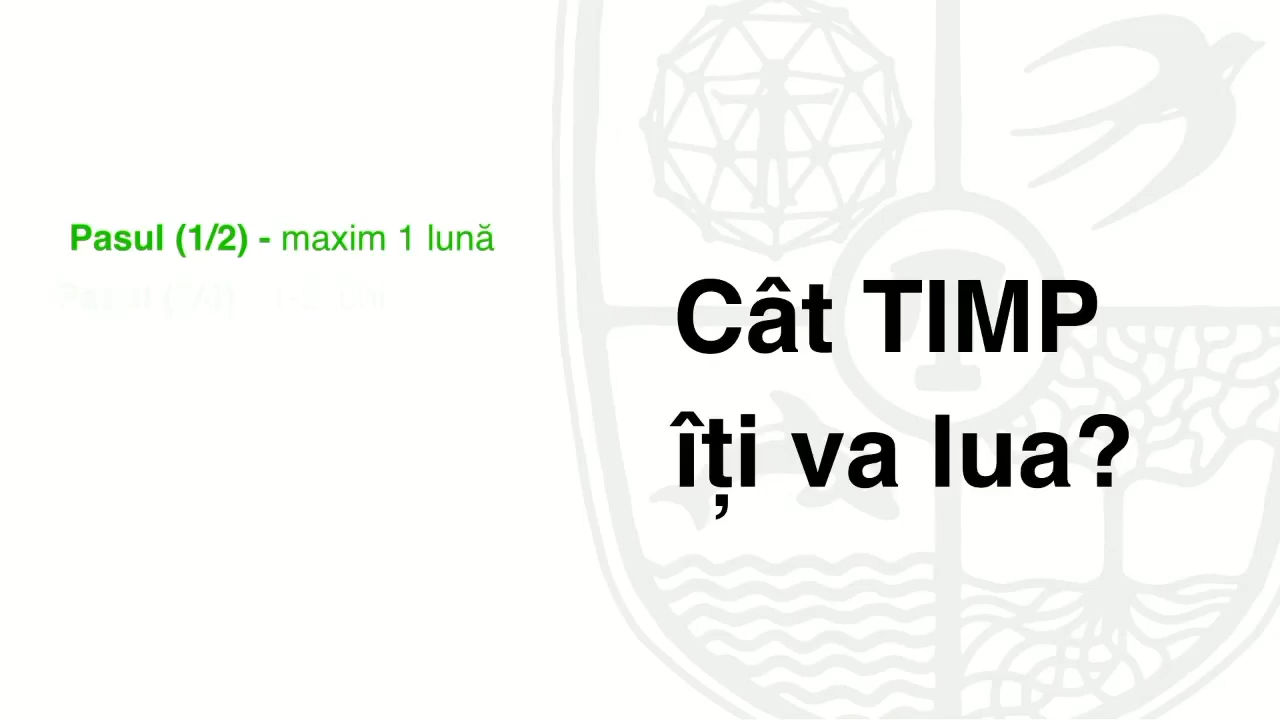 Pasul (1/2) - maxim 1 lună
Cât TIMP
îți va lua?